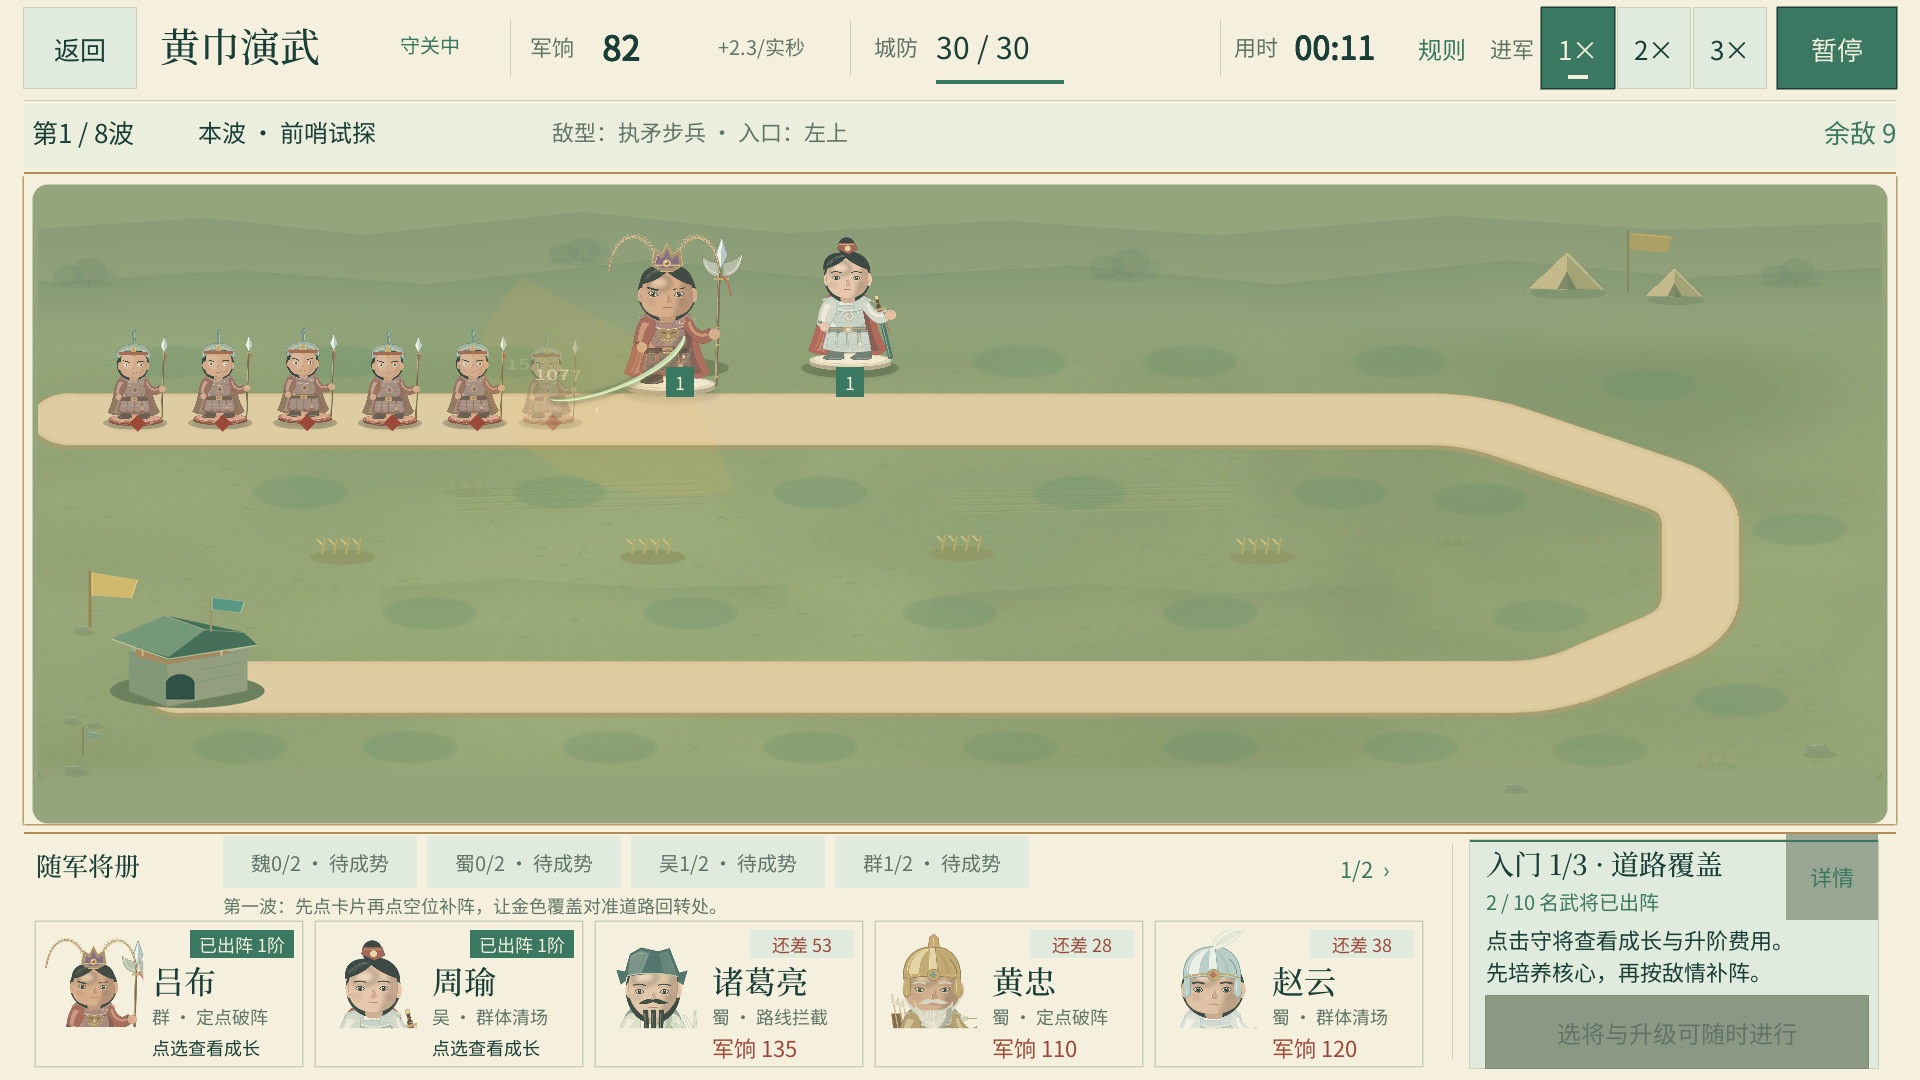 返回
黄巾演武
守关中
军饷 82
+2.3/实秒
城防 30 / 30
用时 00:11
规则
进军
1×
2×
3×
暂停
第1 / 8波
本波 · 前哨试探
敌型：执矛步兵 · 入口：左上
余敌 9
1077
1
1
随军将册
魏0/2 · 待成势
蜀0/2 · 待成势
吴1/2 · 待成势
群1/2 · 待成势
1/2 ›
第一波：先点卡片再点空位补阵，让金色覆盖对准道路回转处。
已出阵 1阶
吕布
群 · 定点破阵
点选查看成长
已出阵 1阶
周瑜
吴 · 群体清场
点选查看成长
还差 53
诸葛亮
蜀 · 路线拦截
军饷 135
还差 28
黄忠
蜀 · 定点破阵
军饷 110
还差 38
赵云
蜀 · 群体清场
军饷 120
入门 1/3 · 道路覆盖
详情
2 / 10 名武将已出阵
点击守将查看成长与升阶费用。
先培养核心，再按敌情补阵。
选将与升级可随时进行